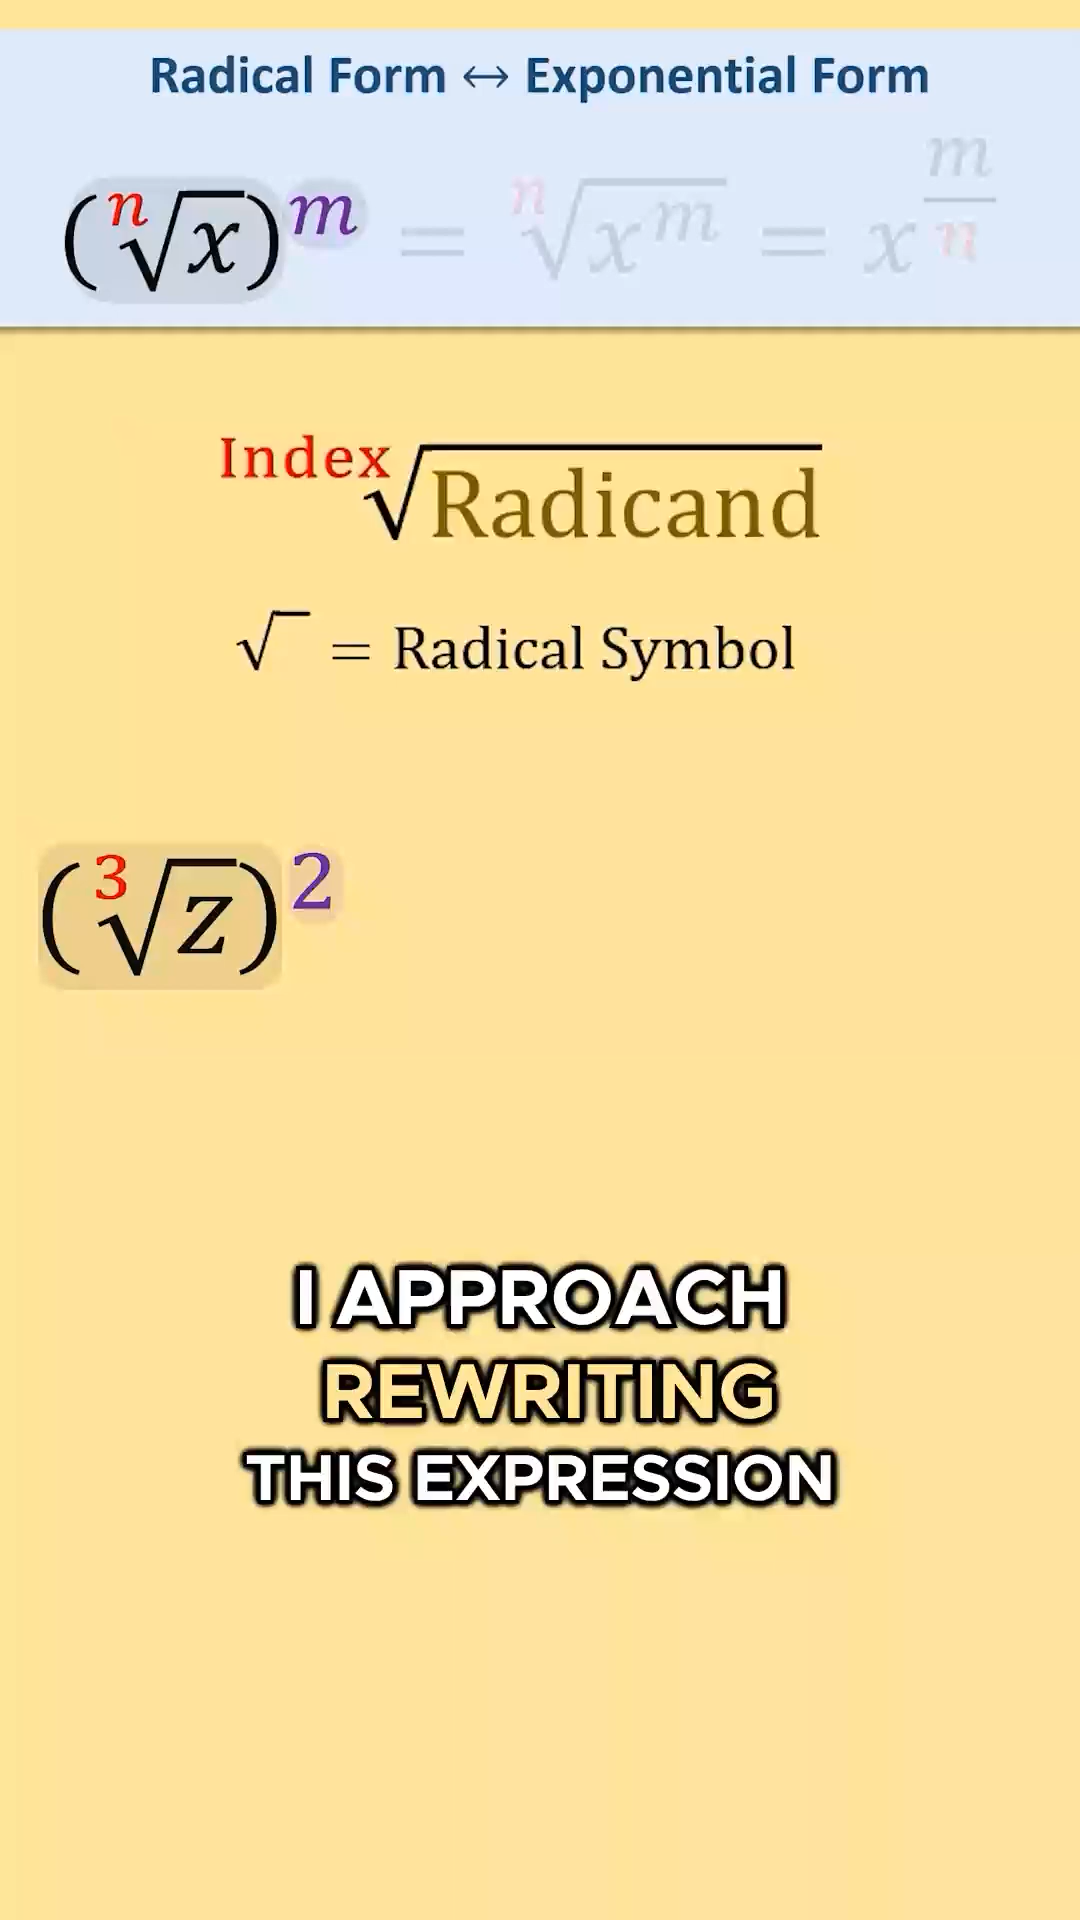 Radical Form ↔ Exponential Form
(ⁿ√x)ᵐ = ⁿ√xᵐ = x^(m/n)
Index√Radicand
√ = Radical Symbol
(³√z)²
I APPROACH
REWRITING
THIS EXPRESSION